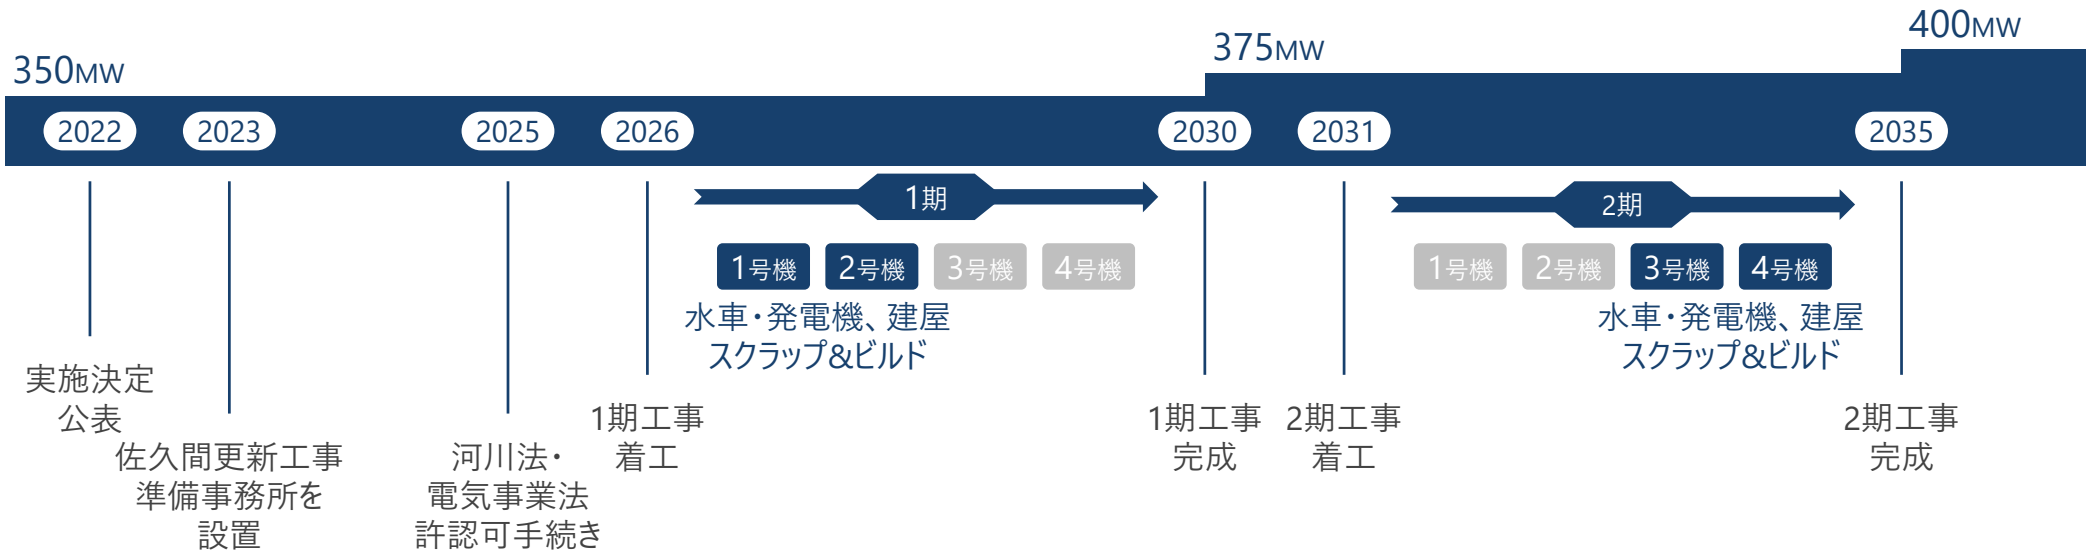 350MW
375MW
400MW
2022
2023
2025
2026
2030
2031
2035
1期
2期
1号機
2号機
3号機
4号機
1号機
2号機
3号機
4号機
水車・発電機、建屋
スクラップ&ビルド
水車・発電機、建屋
スクラップ&ビルド
実施決定
公表
佐久間更新工事
準備事務所を
設置
河川法・
電気事業法
許認可手続き
1期工事
着工
1期工事
完成
2期工事
着工
2期工事
完成